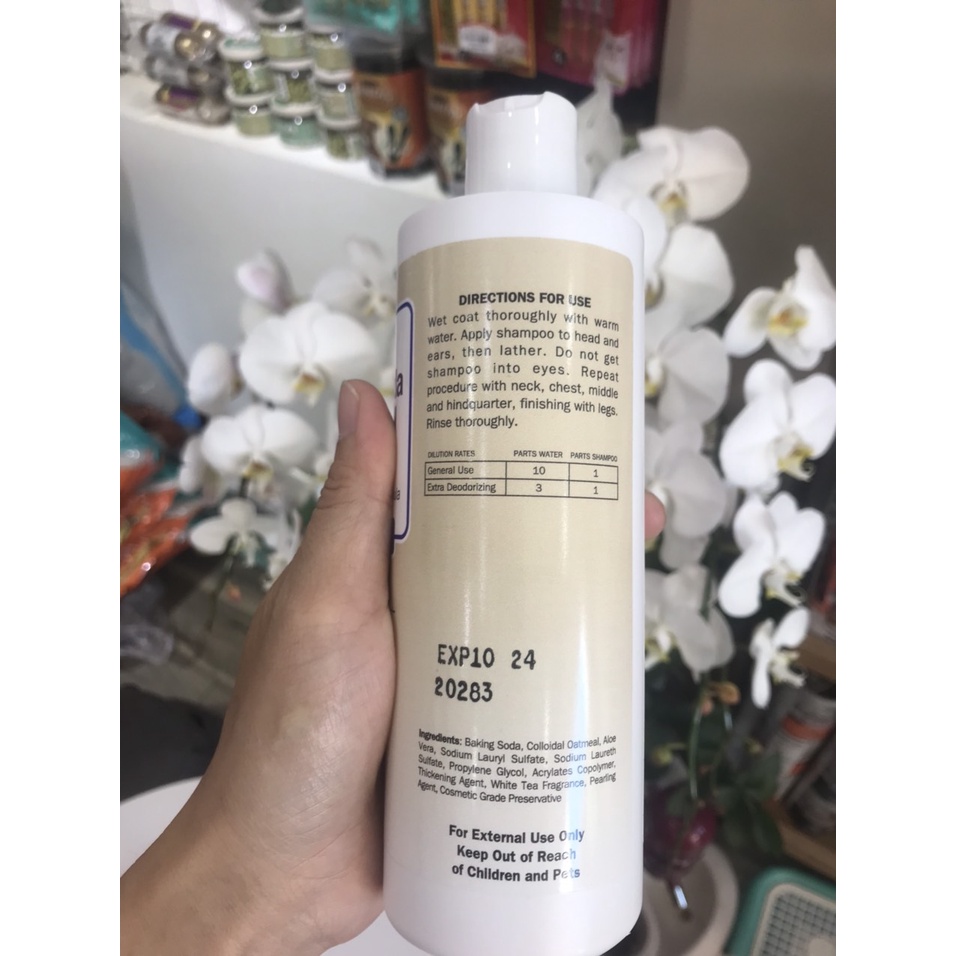 DIRECTIONS FOR USE
Wet coat thoroughly with warm
water. Apply shampoo to head and
ears, then lather. Do not get
shampoo into eyes. Repeat
procedure with neck, chest, middle
and hindquarter, finishing with legs.
Rinse thoroughly.
DILUTION RATES PARTS WATER PARTS SHAMPOO
General Use 10 1
Extra Deodorizing 3 1
EXP10 24
20283
Ingredients: Baking Soda, Colloidal Oatmeal, Aloe
Vera, Sodium Lauryl Sulfate, Sodium Laureth
Sulfate, Propylene Glycol, Acrylates Copolymer,
Thickening Agent, White Tea Fragrance, Pearling
Agent, Cosmetic Grade Preservative
For External Use Only
Keep Out of Reach
of Children and Pets